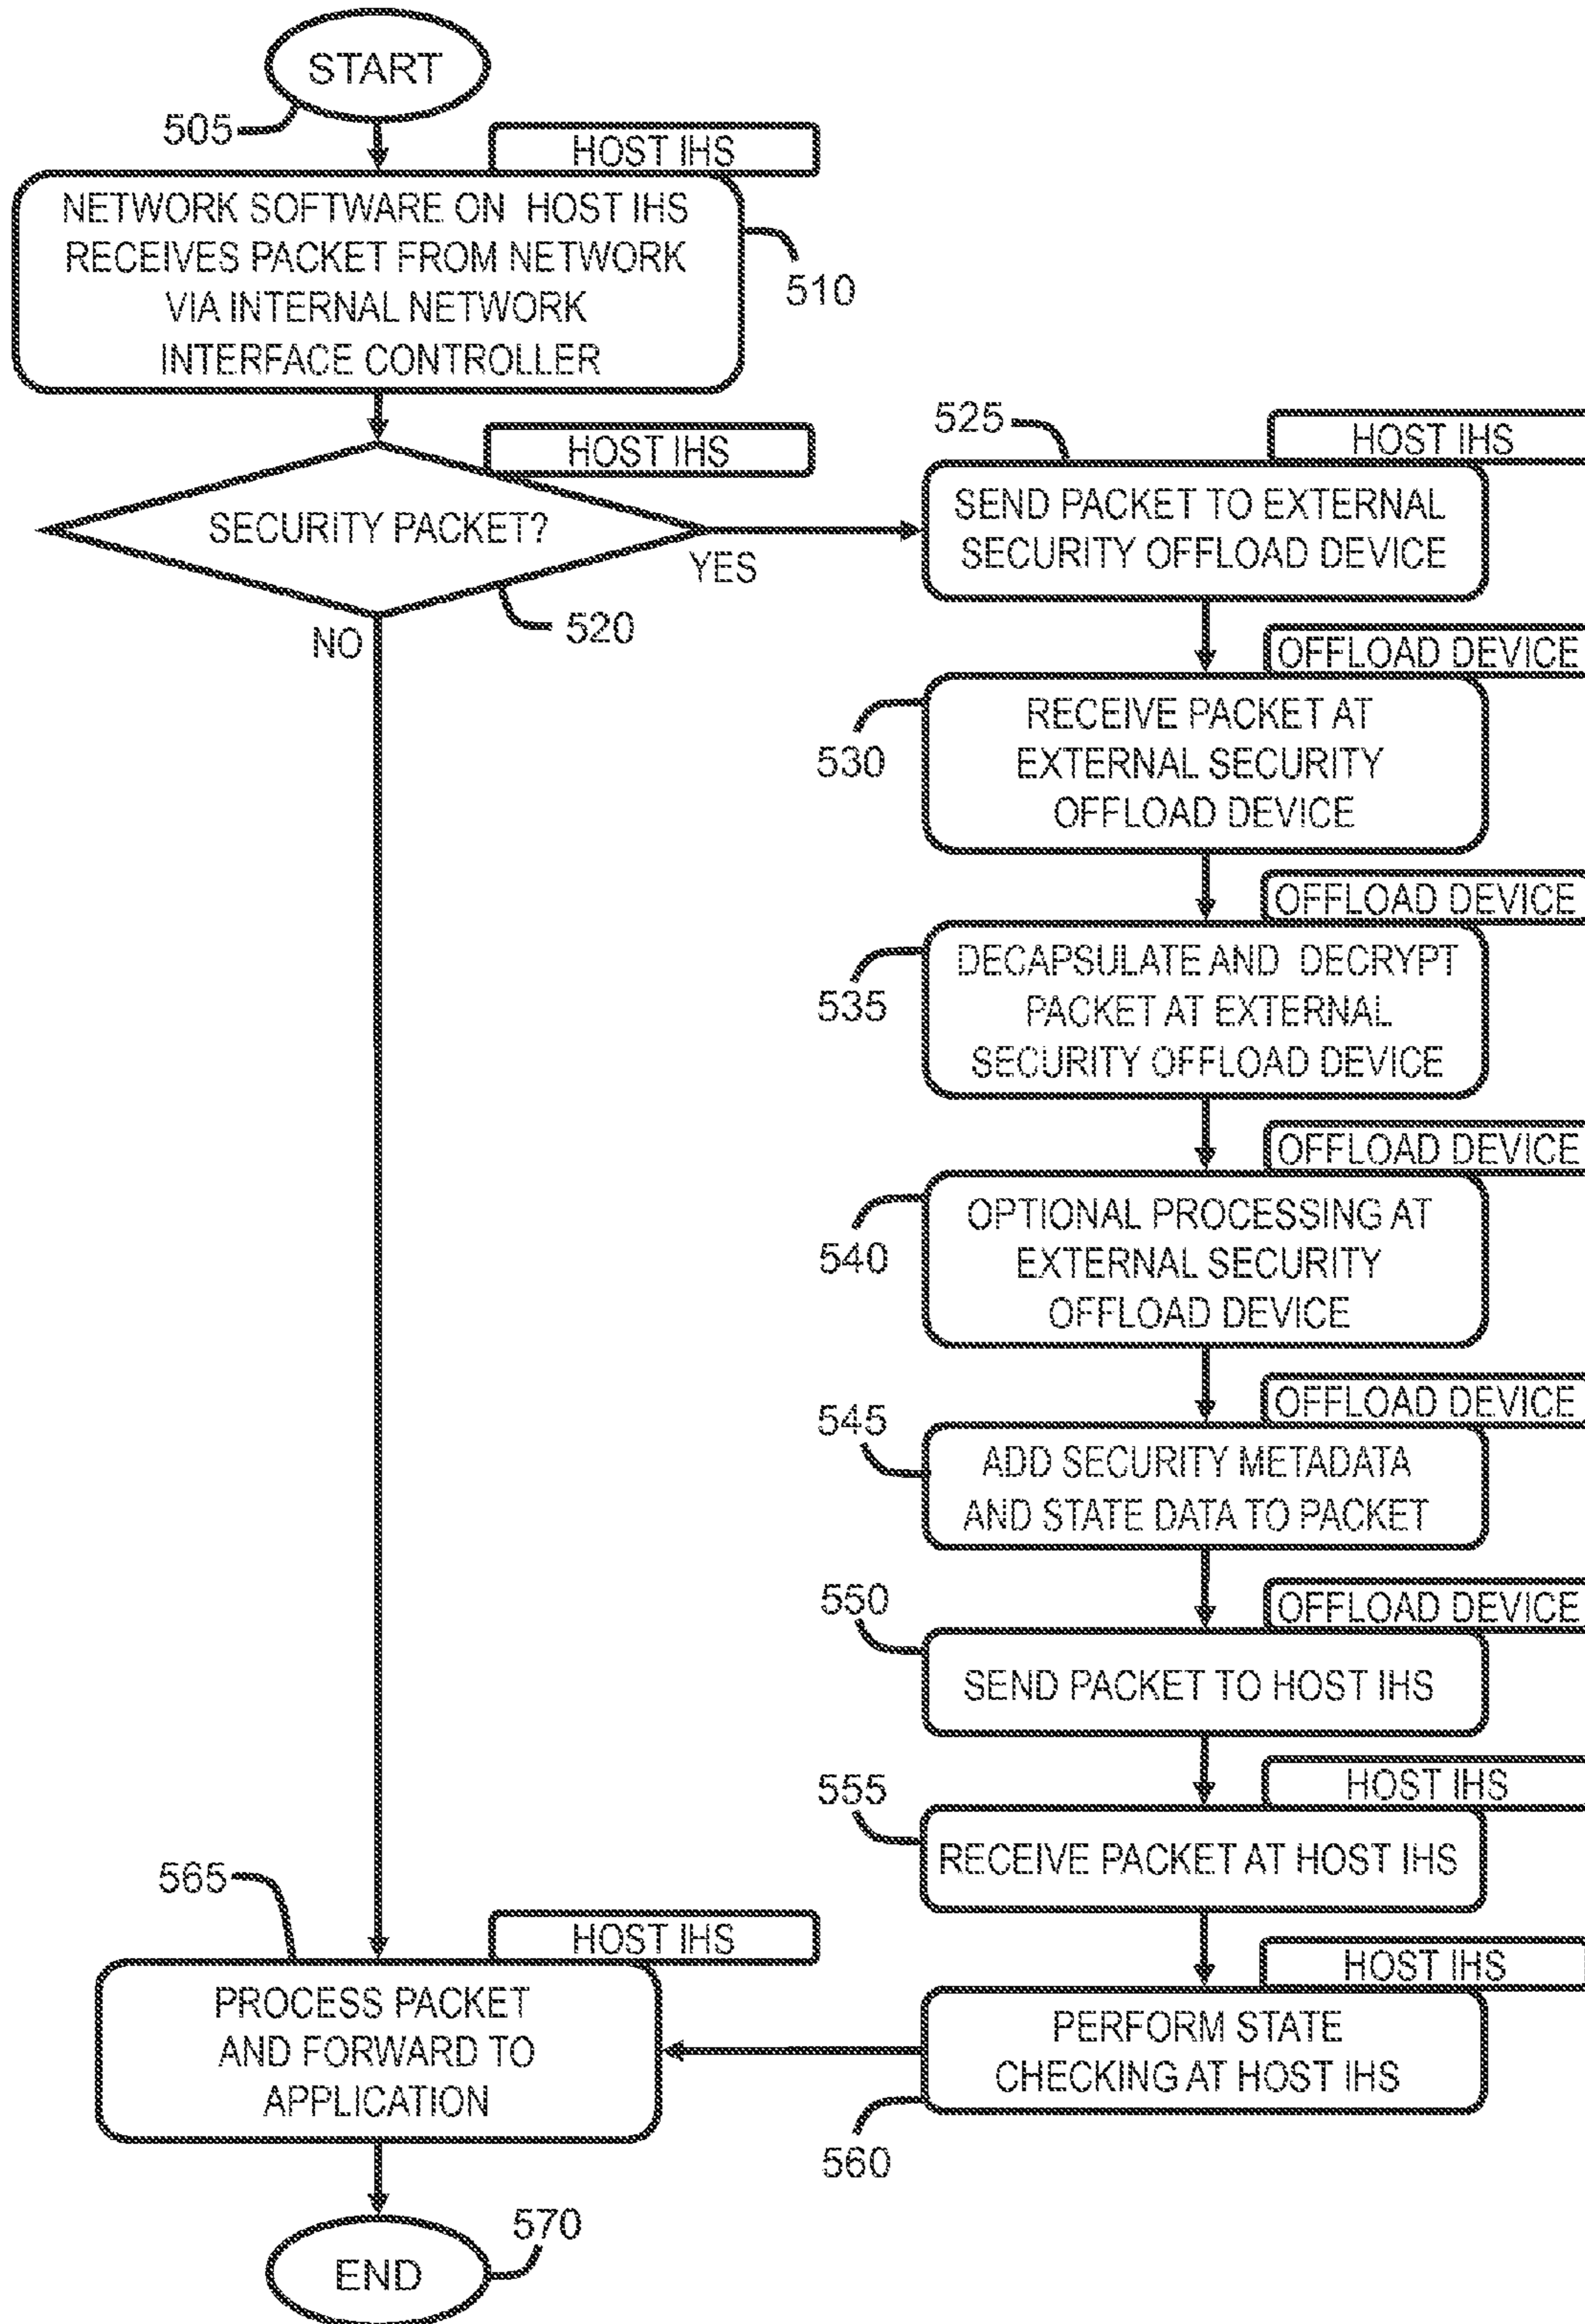 START
505
HOST IHS
NETWORK SOFTWARE ON HOST IHS
RECEIVES PACKET FROM NETWORK
VIA INTERNAL NETWORK
INTERFACE CONTROLLER
510
HOST IHS
SECURITY PACKET?
YES
520
NO
525
HOST IHS
SEND PACKET TO EXTERNAL
SECURITY OFFLOAD DEVICE
OFFLOAD DEVICE
RECEIVE PACKET AT
EXTERNAL SECURITY
OFFLOAD DEVICE
530
OFFLOAD DEVICE
DECAPSULATE AND DECRYPT
PACKET AT EXTERNAL
SECURITY OFFLOAD DEVICE
535
OFFLOAD DEVICE
OPTIONAL PROCESSING AT
EXTERNAL SECURITY
OFFLOAD DEVICE
540
OFFLOAD DEVICE
545
ADD SECURITY METADATA
AND STATE DATA TO PACKET
OFFLOAD DEVICE
550
SEND PACKET TO HOST IHS
HOST IHS
555
RECEIVE PACKET AT HOST IHS
HOST IHS
PERFORM STATE
CHECKING AT HOST IHS
560
565
HOST IHS
PROCESS PACKET
AND FORWARD TO
APPLICATION
570
END